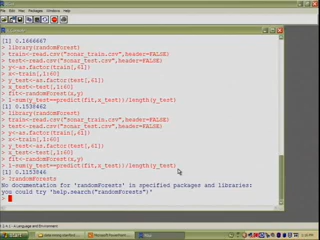 [1] 0.1666667
> library(randomForest)
> train<-read.csv("sonar_train.csv",header=FALSE)
> test<-read.csv("sonar_test.csv",header=FALSE)
> y<-as.factor(train[,61])
> x<-train[,1:60]
> y_test<-as.factor(test[,61])
> x_test<-test[,1:60]
> fit<-randomForest(x,y)
> 1-sum(y_test==predict(fit,x_test))/length(y_test)
[1] 0.1538462
> library(randomForest)
> train<-read.csv("sonar_train.csv",header=FALSE)
> test<-read.csv("sonar_test.csv",header=FALSE)
> y<-as.factor(train[,61])
> x<-train[,1:60]
> y_test<-as.factor(test[,61])
> x_test<-test[,1:60]
> fit<-randomForest(x,y)
> 1-sum(y_test==predict(fit,x_test))/length(y_test)
[1] 0.1153846
> ?randomForests
No documentation for 'randomForests' in specified packages and libraries:
you could try 'help.search("randomForests")'
>